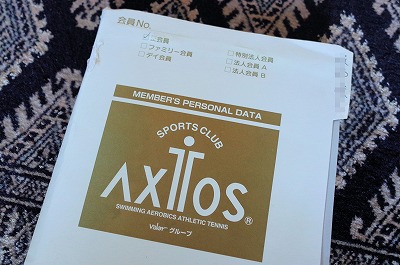 会員No.
ファミリー会員
デイ会員
特別法人会員
法人会員 A
法人会員 B
MEMBER'S PERSONAL DATA
SPORTS CLUB
AXTOS®
SWIMMING AEROBICS ATHLETIC TENNIS
Valor グループ